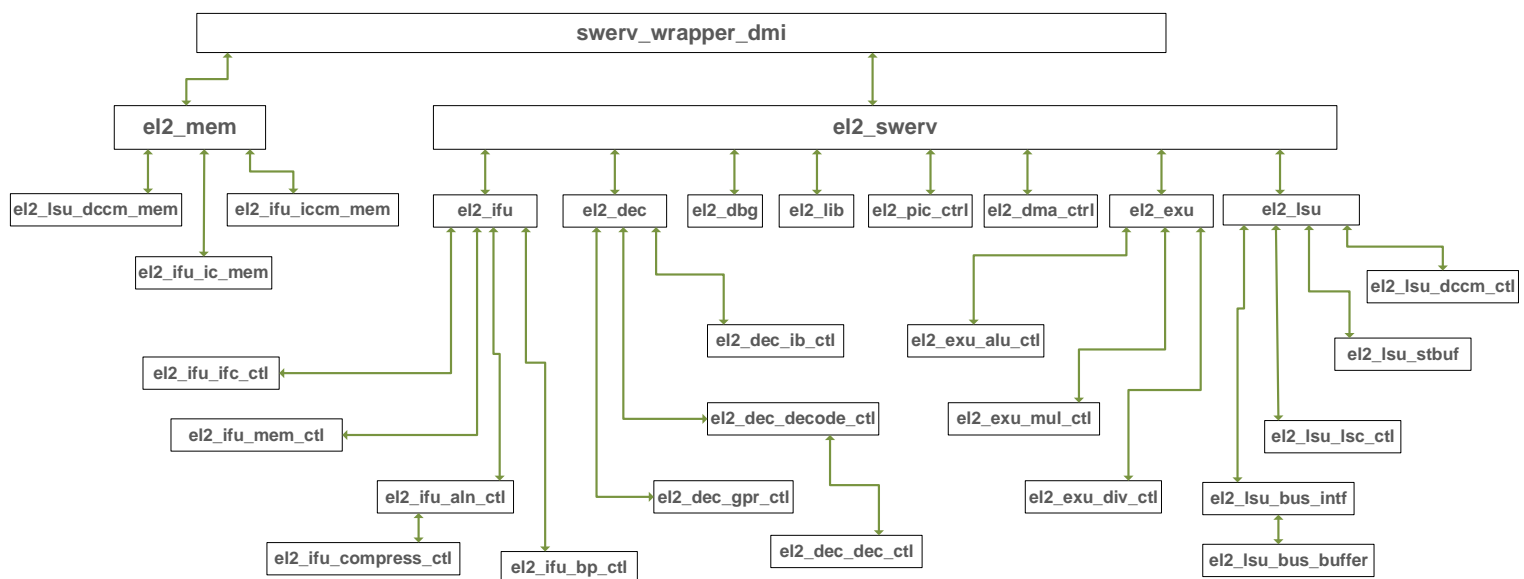 swerv_wrapper_dmi
el2_mem
el2_swerv
el2_lsu_dccm_mem
el2_ifu_iccm_mem
el2_ifu
el2_dec
el2_dbg
el2_lib
el2_pic_ctrl
el2_dma_ctrl
el2_exu
el2_lsu
el2_ifu_ic_mem
el2_lsu_dccm_ctl
el2_dec_ib_ctl
el2_exu_alu_ctl
el2_lsu_stbuf
el2_ifu_ifc_ctl
el2_ifu_mem_ctl
el2_dec_decode_ctl
el2_exu_mul_ctl
el2_lsu_lsc_ctl
el2_ifu_aln_ctl
el2_dec_gpr_ctl
el2_exu_div_ctl
el2_lsu_bus_intf
el2_ifu_compress_ctl
el2_ifu_bp_ctl
el2_dec_dec_ctl
el2_lsu_bus_buffer